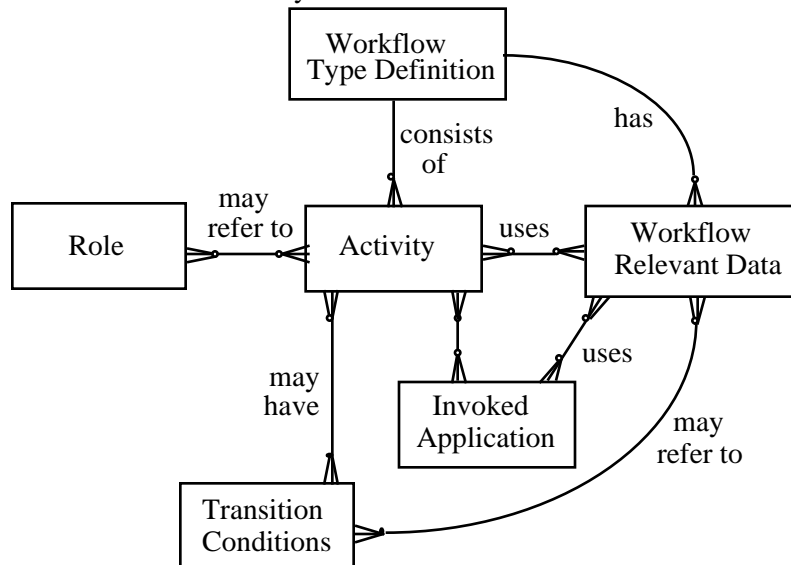 Workflow
Type Definition
consists
of
has
may
refer to
Role
Activity
uses
Workflow
Relevant Data
uses
may
have
Invoked
Application
may
refer to
Transition
Conditions